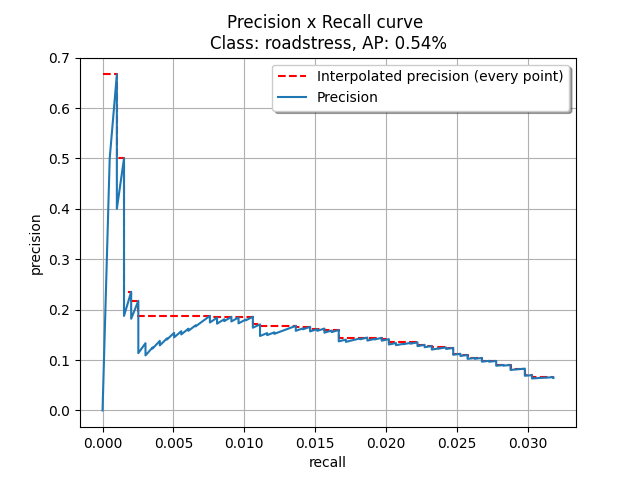 Precision x Recall curve
Class: roadstress, AP: 0.54%
Interpolated precision (every point)
Precision
0.7
0.6
0.5
0.4
0.3
0.2
0.1
0.0
precision
0.000 0.005 0.010 0.015 0.020 0.025 0.030
recall